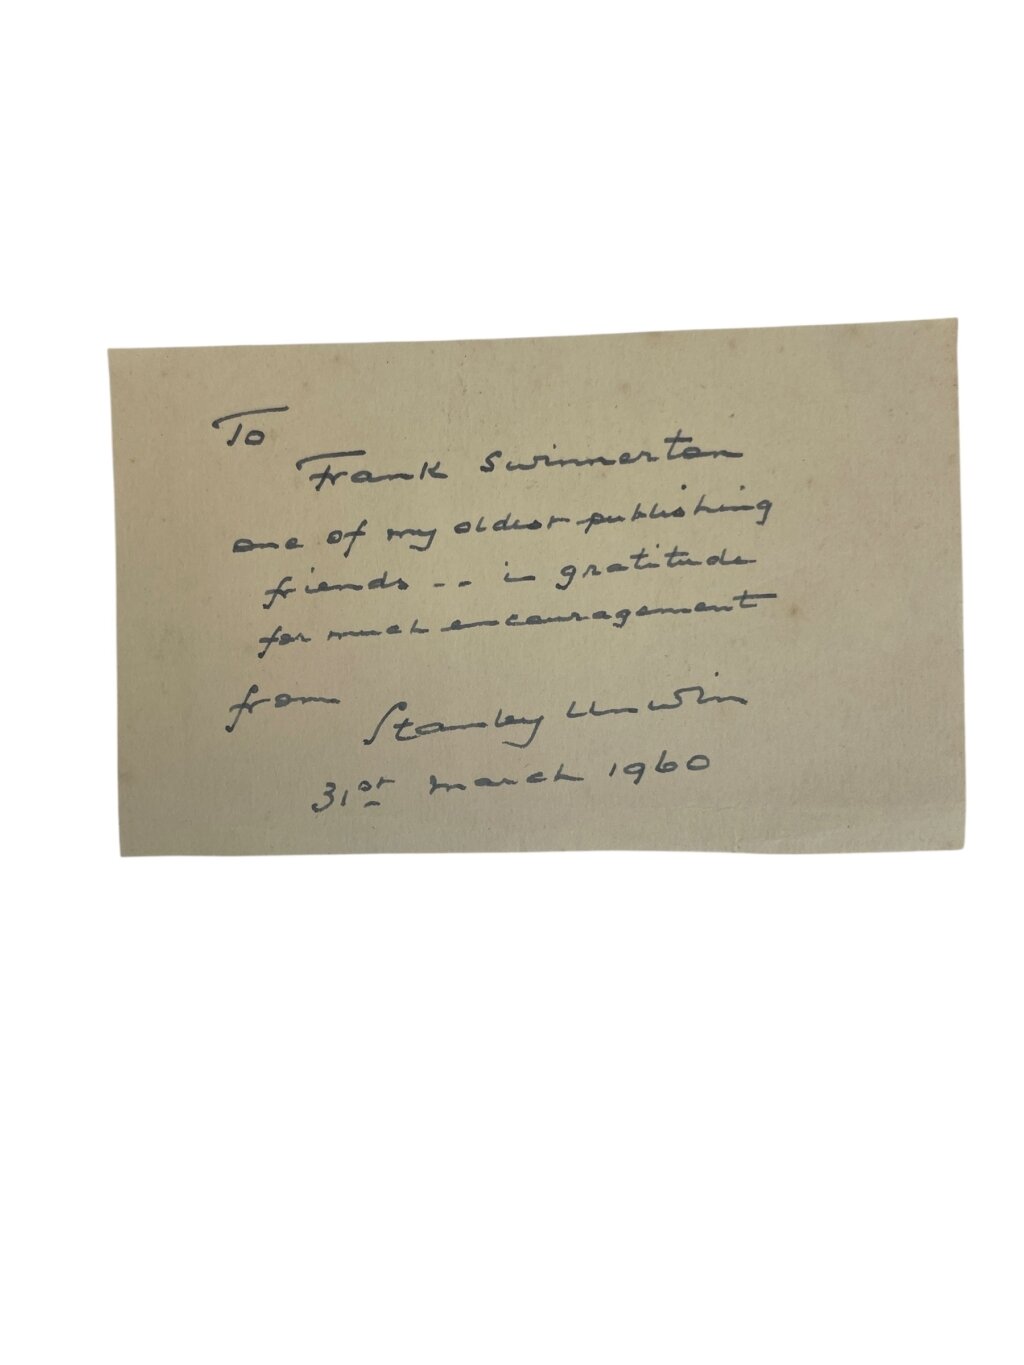 To
Frank Swinnerton
one of my oldest publishing
friends -- in gratitude
for much encouragement
from
Stanley Unwin
31st March 1960